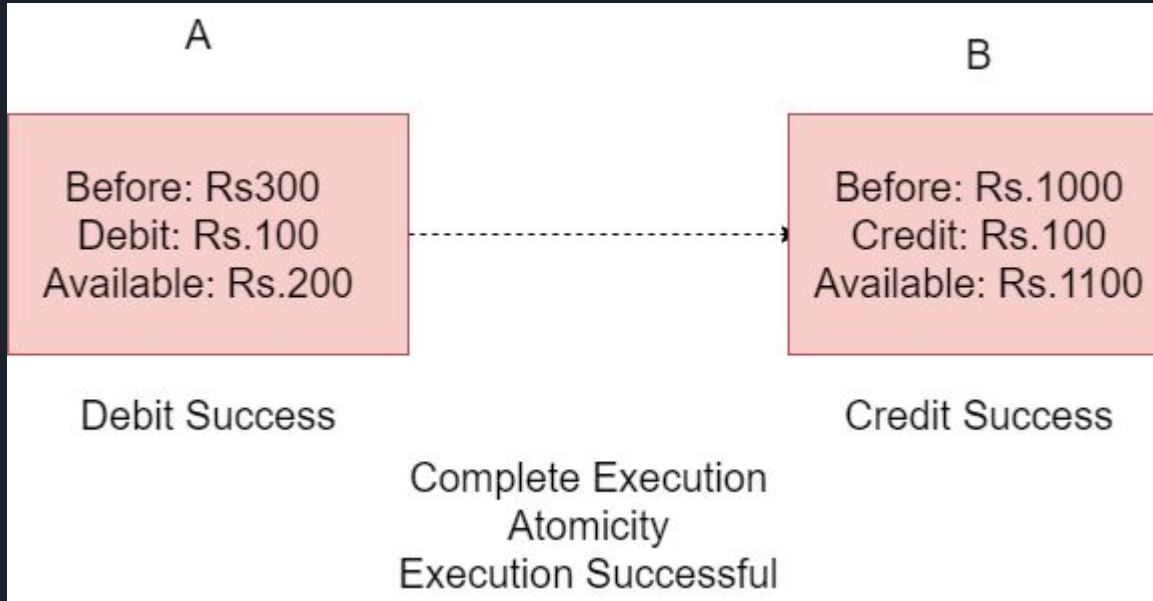 A
B
Before: Rs300
Debit: Rs.100
Available: Rs.200
Before: Rs.1000
Credit: Rs.100
Available: Rs.1100
Debit Success
Credit Success
Complete Execution
Atomicity
Execution Successful